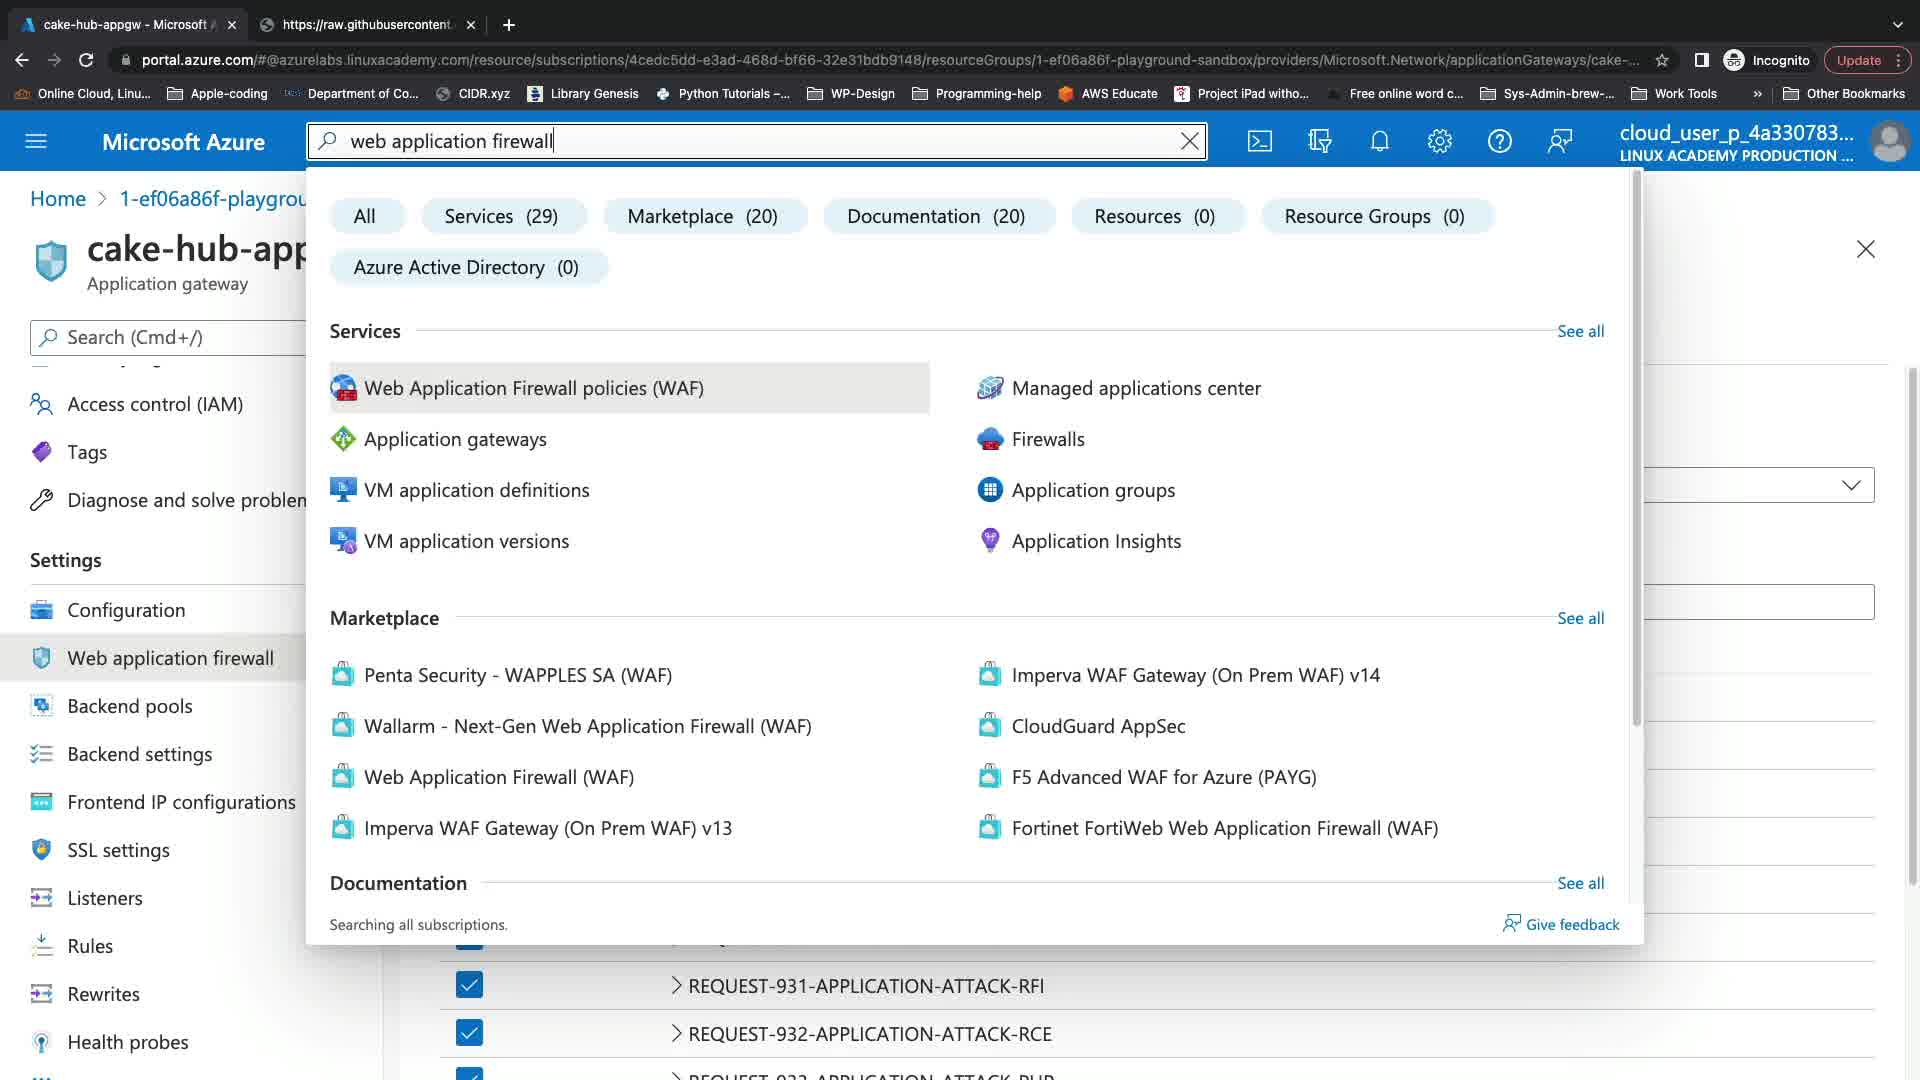 cake-hub-appgw - Microsoft A
https://raw.githubusercontent
portal.azure.com/#@azurelabs.linuxacademy.com/resource/subscriptions/4cedc5dd-e3ad-468d-bf66-32e31bdb9148/resourceGroups/1-ef06a86f-playground-sandbox/providers/Microsoft.Network/applicationGateways/cake-...
Incognito
Update
Online Cloud, Linu...
Apple-coding
Department of Co...
CIDR.xyz
Library Genesis
Python Tutorials –...
WP-Design
Programming-help
AWS Educate
Project iPad witho...
Free online word c...
Sys-Admin-brew-...
Work Tools
»
Other Bookmarks
Microsoft Azure
web application firewall
cloud_user_p_4a330783...
LINUX ACADEMY PRODUCTION ...
Home > 1-ef06a86f-playgrou
cake-hub-app
Application gateway
Search (Cmd+/)
Access control (IAM)
Tags
Diagnose and solve problem
Settings
Configuration
Web application firewall
Backend pools
Backend settings
Frontend IP configurations
SSL settings
Listeners
Rules
Rewrites
Health probes
All
Services (29)
Marketplace (20)
Documentation (20)
Resources (0)
Resource Groups (0)
Azure Active Directory (0)
Services
See all
Web Application Firewall policies (WAF)
Managed applications center
Application gateways
Firewalls
VM application definitions
Application groups
VM application versions
Application Insights
Marketplace
See all
Penta Security - WAPPLES SA (WAF)
Imperva WAF Gateway (On Prem WAF) v14
Wallarm - Next-Gen Web Application Firewall (WAF)
CloudGuard AppSec
Web Application Firewall (WAF)
F5 Advanced WAF for Azure (PAYG)
Imperva WAF Gateway (On Prem WAF) v13
Fortinet FortiWeb Web Application Firewall (WAF)
Documentation
See all
Searching all subscriptions.
Give feedback
REQUEST-931-APPLICATION-ATTACK-RFI
REQUEST-932-APPLICATION-ATTACK-RCE
REQUEST-933-APPLICATION-ATTACK-PHP